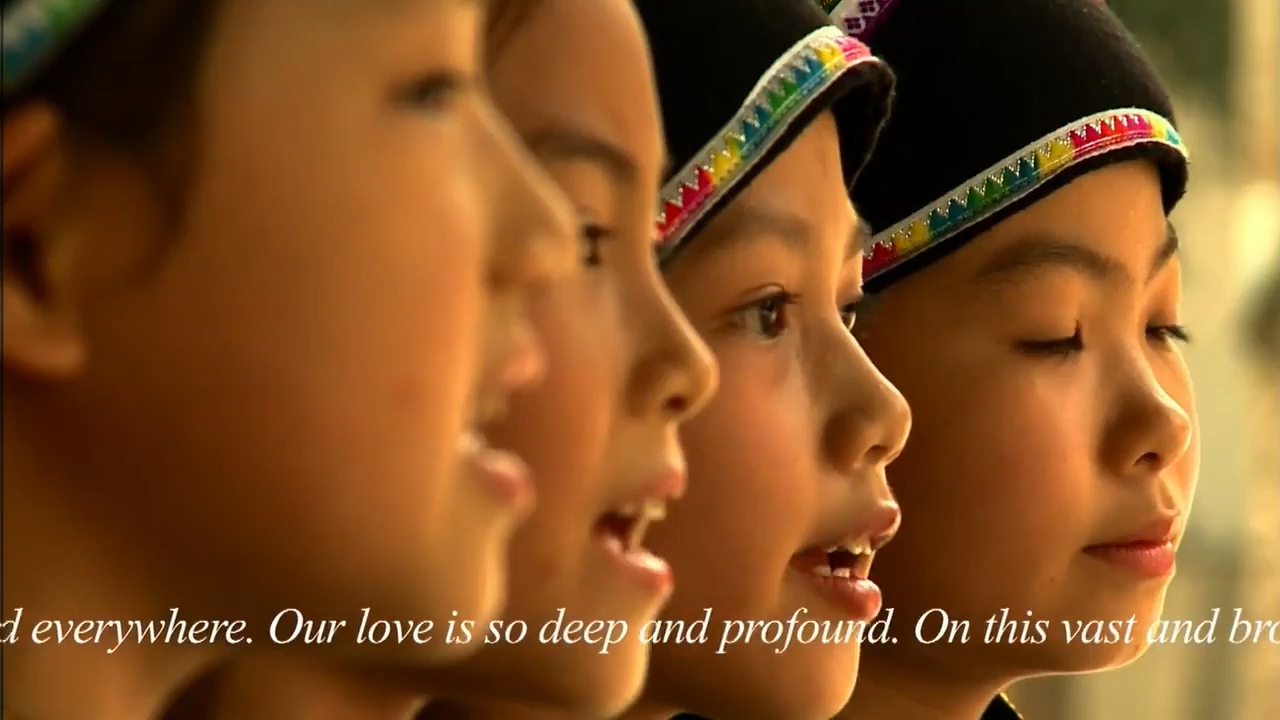 everywhere. Our love is so deep and profound. On this vast and